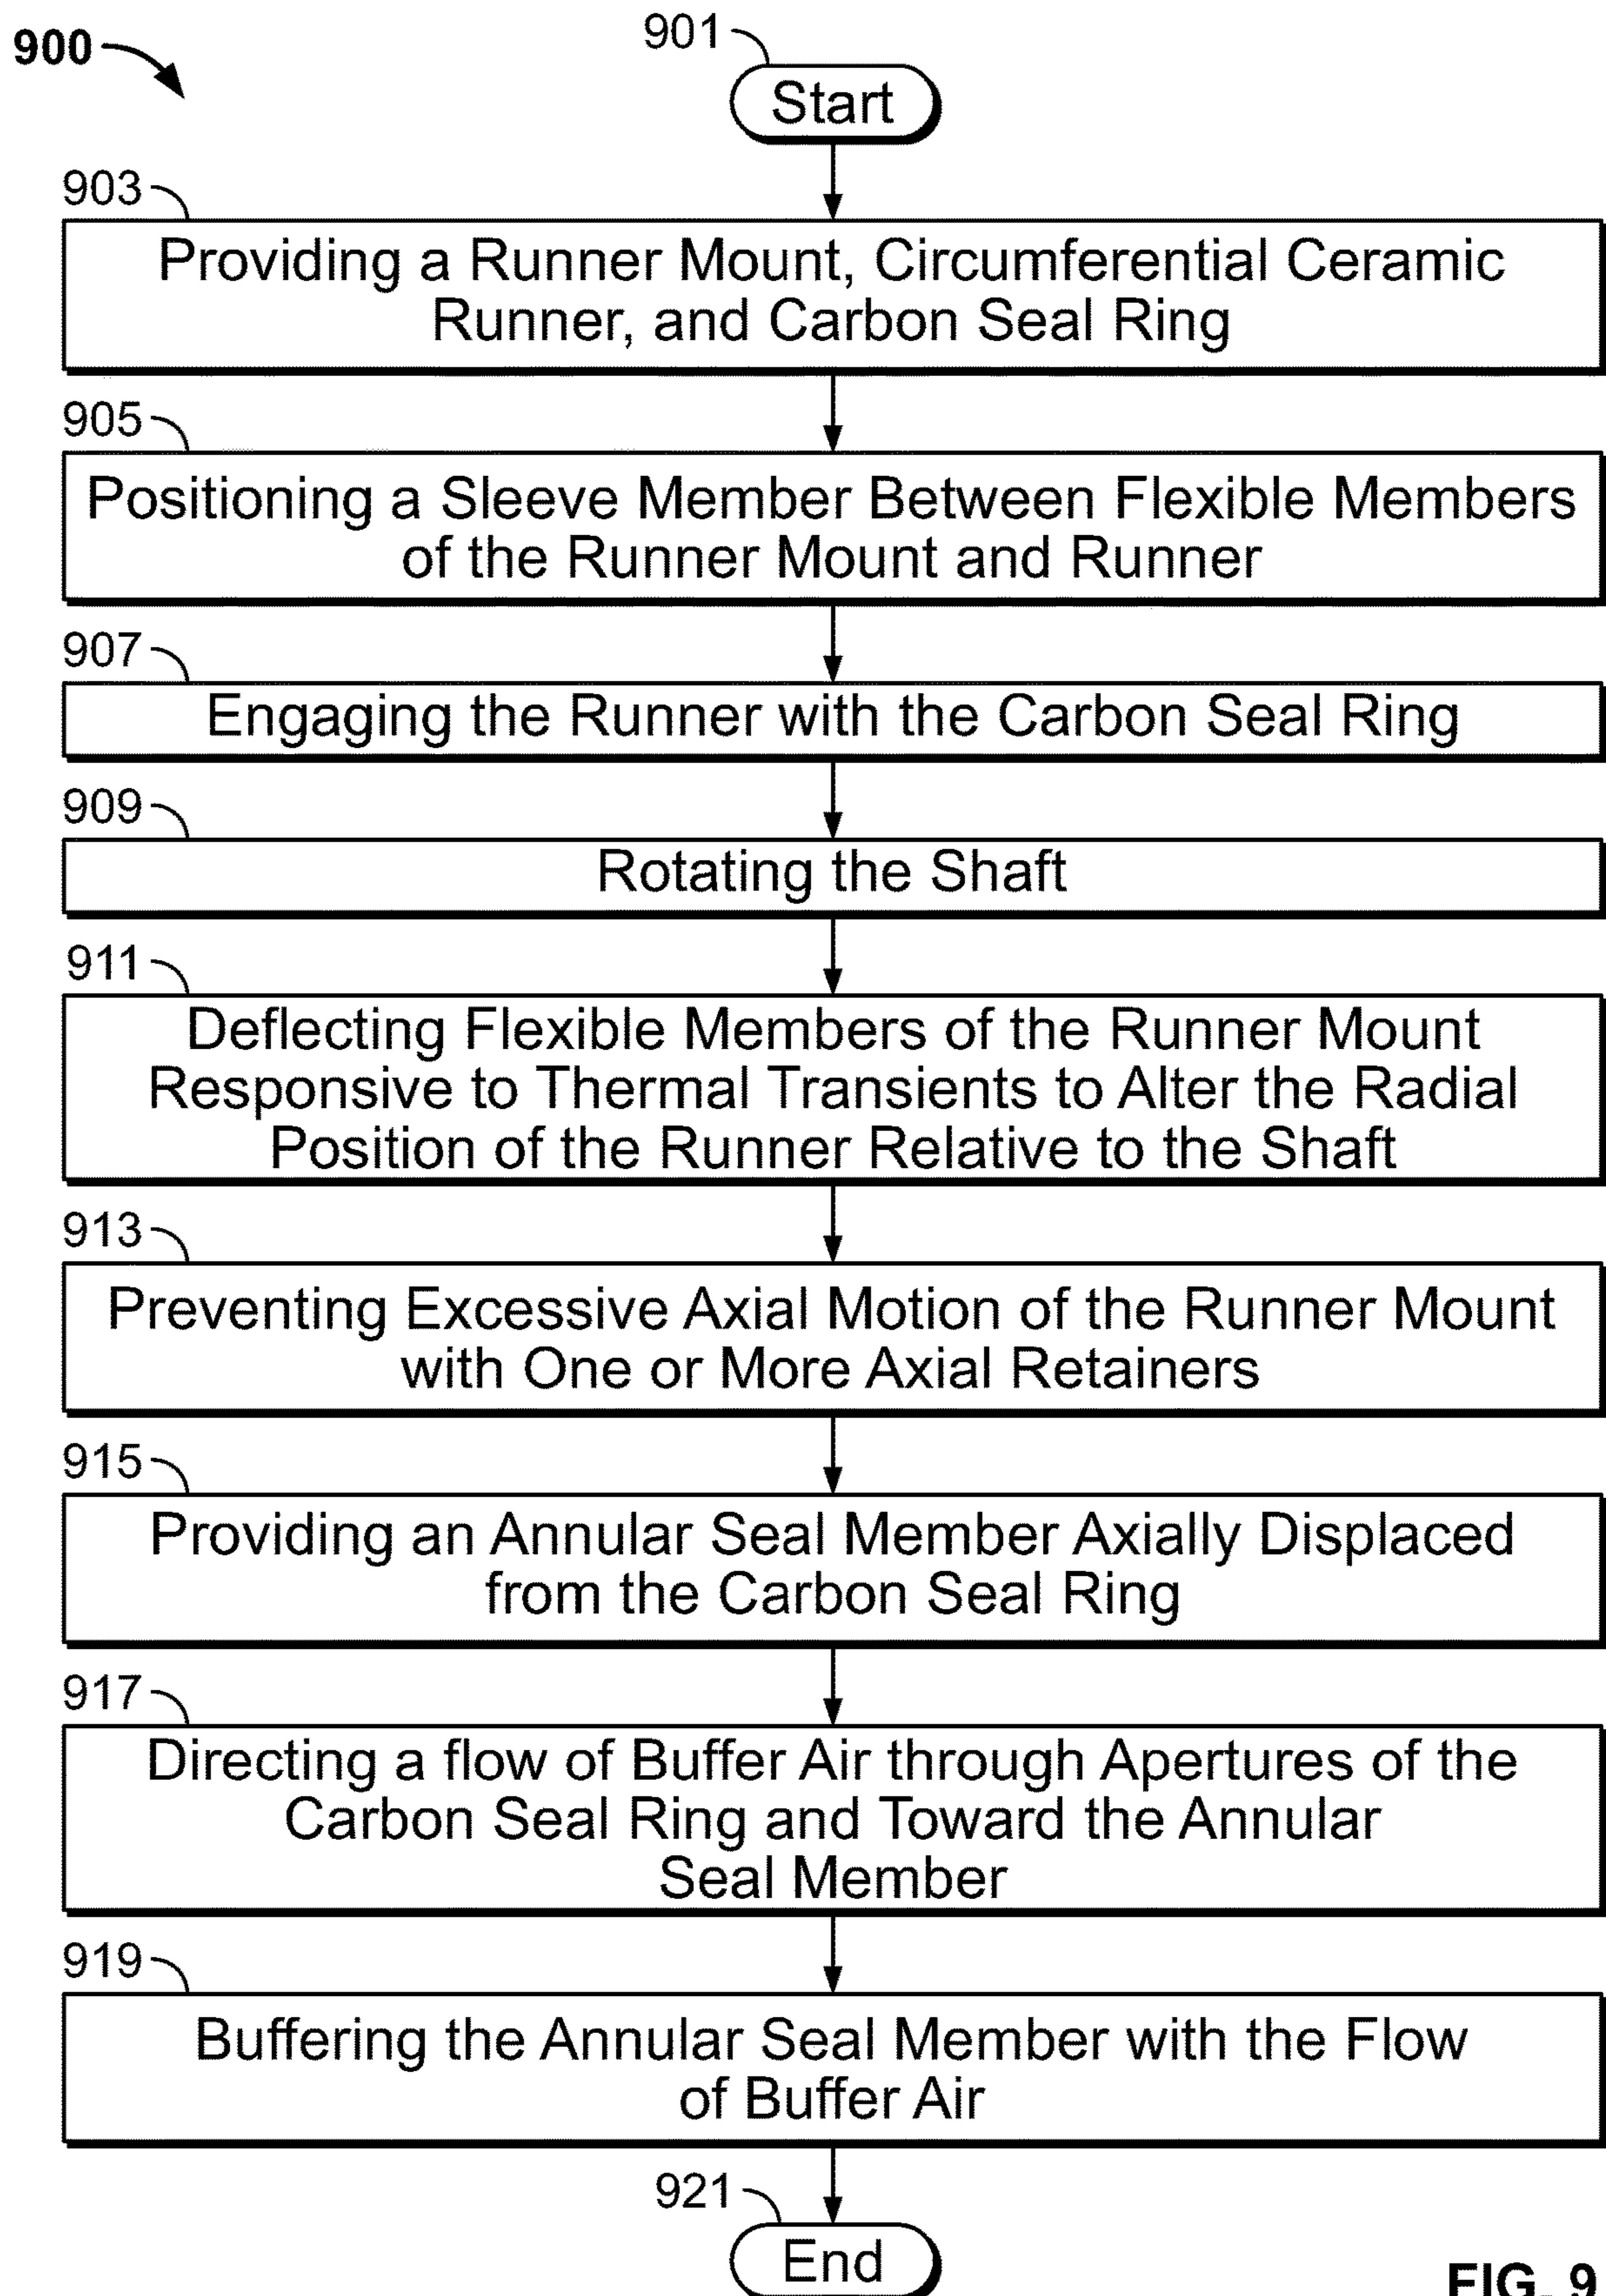 900
901
Start
903
Providing a Runner Mount, Circumferential Ceramic
Runner, and Carbon Seal Ring
905
Positioning a Sleeve Member Between Flexible Members
of the Runner Mount and Runner
907
Engaging the Runner with the Carbon Seal Ring
909
Rotating the Shaft
911
Deflecting Flexible Members of the Runner Mount
Responsive to Thermal Transients to Alter the Radial
Position of the Runner Relative to the Shaft
913
Preventing Excessive Axial Motion of the Runner Mount
with One or More Axial Retainers
915
Providing an Annular Seal Member Axially Displaced
from the Carbon Seal Ring
917
Directing a flow of Buffer Air through Apertures of the
Carbon Seal Ring and Toward the Annular
Seal Member
919
Buffering the Annular Seal Member with the Flow
of Buffer Air
921
End
FIG. 9